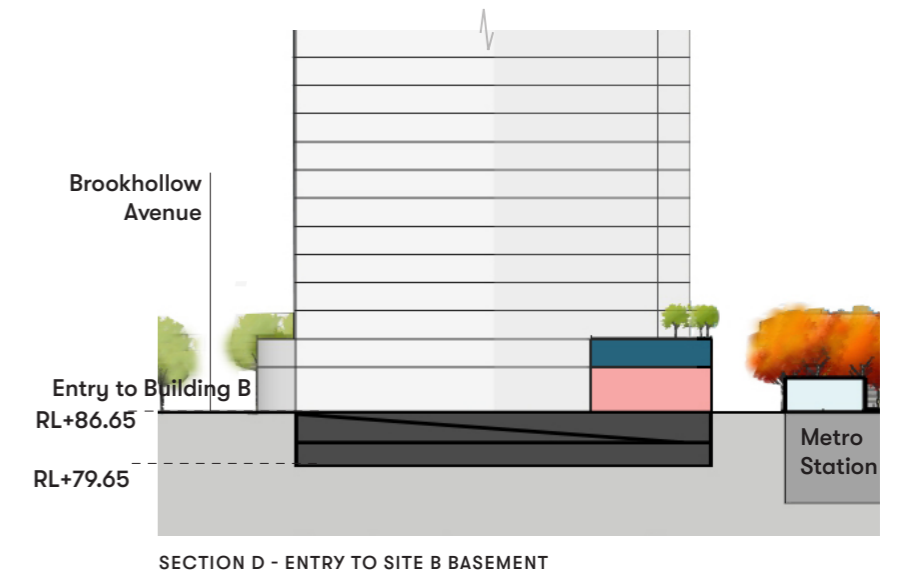 Brookhollow
Avenue
Entry to Building B
RL+86.65
RL+79.65
Metro
Station
SECTION D - ENTRY TO SITE B BASEMENT